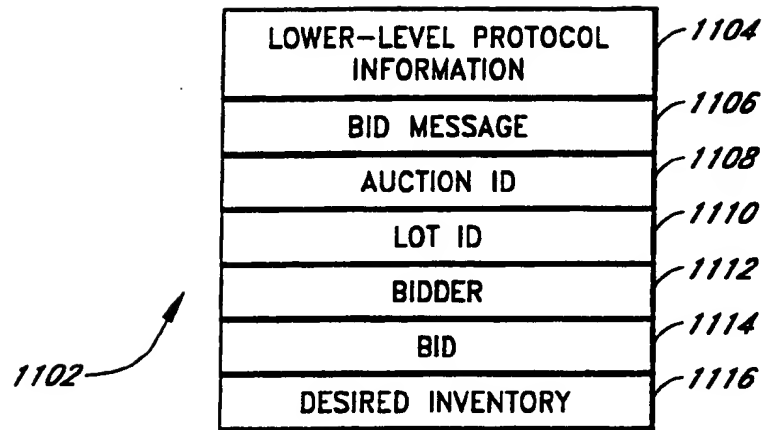 LOWER-LEVEL PROTOCOL
INFORMATION
1104
BID MESSAGE
1106
AUCTION ID
1108
LOT ID
1110
BIDDER
1112
BID
1114
DESIRED INVENTORY
1116
1102